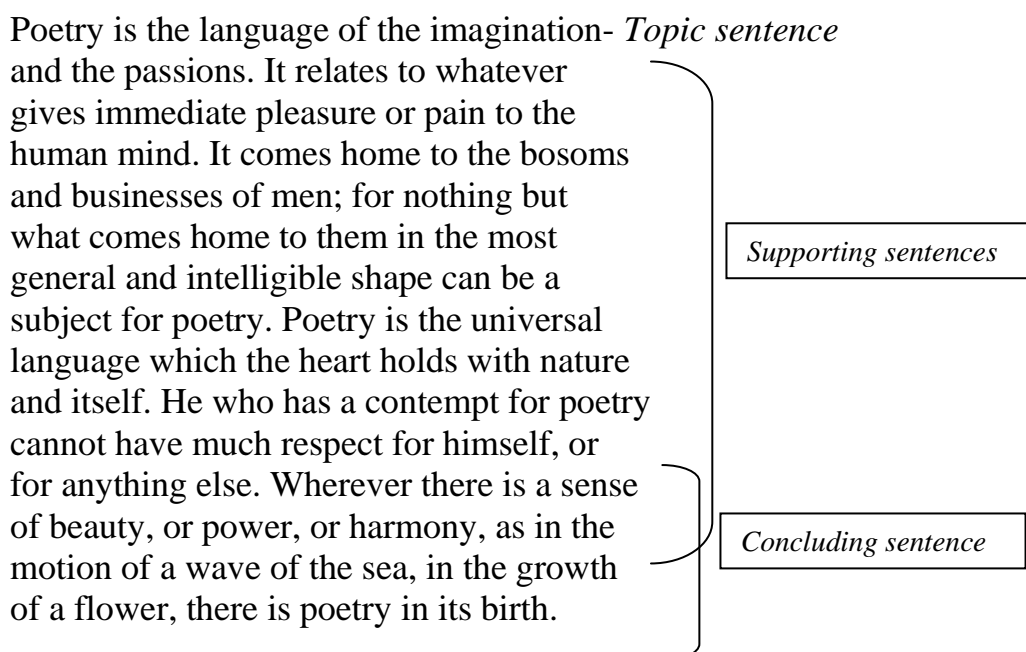 Poetry is the language of the imagination- Topic sentence
and the passions. It relates to whatever
gives immediate pleasure or pain to the
human mind. It comes home to the bosoms
and businesses of men; for nothing but
what comes home to them in the most
general and intelligible shape can be a
subject for poetry. Poetry is the universal
language which the heart holds with nature
and itself. He who has a contempt for poetry
cannot have much respect for himself, or
for anything else. Wherever there is a sense
of beauty, or power, or harmony, as in the
motion of a wave of the sea, in the growth
of a flower, there is poetry in its birth.
Supporting sentences
Concluding sentence